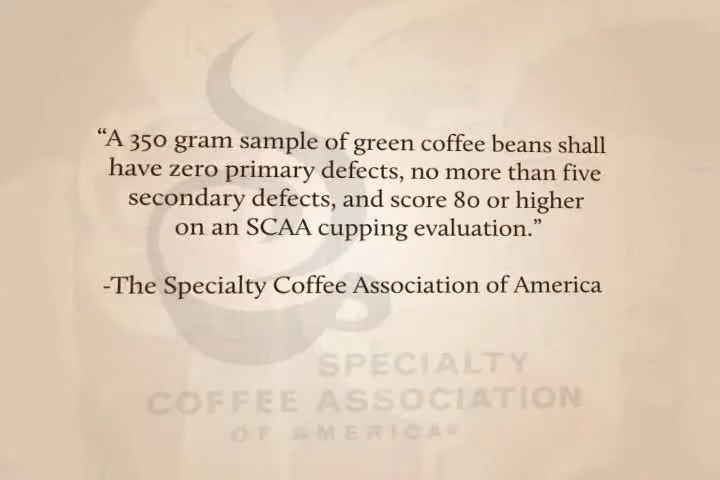 “A 350 gram sample of green coffee beans shall
have zero primary defects, no more than five
secondary defects, and score 80 or higher
on an SCAA cupping evaluation.”
-The Specialty Coffee Association of America
SPECIALTY
COFFEE ASSOCIATION
OF AMERICA®